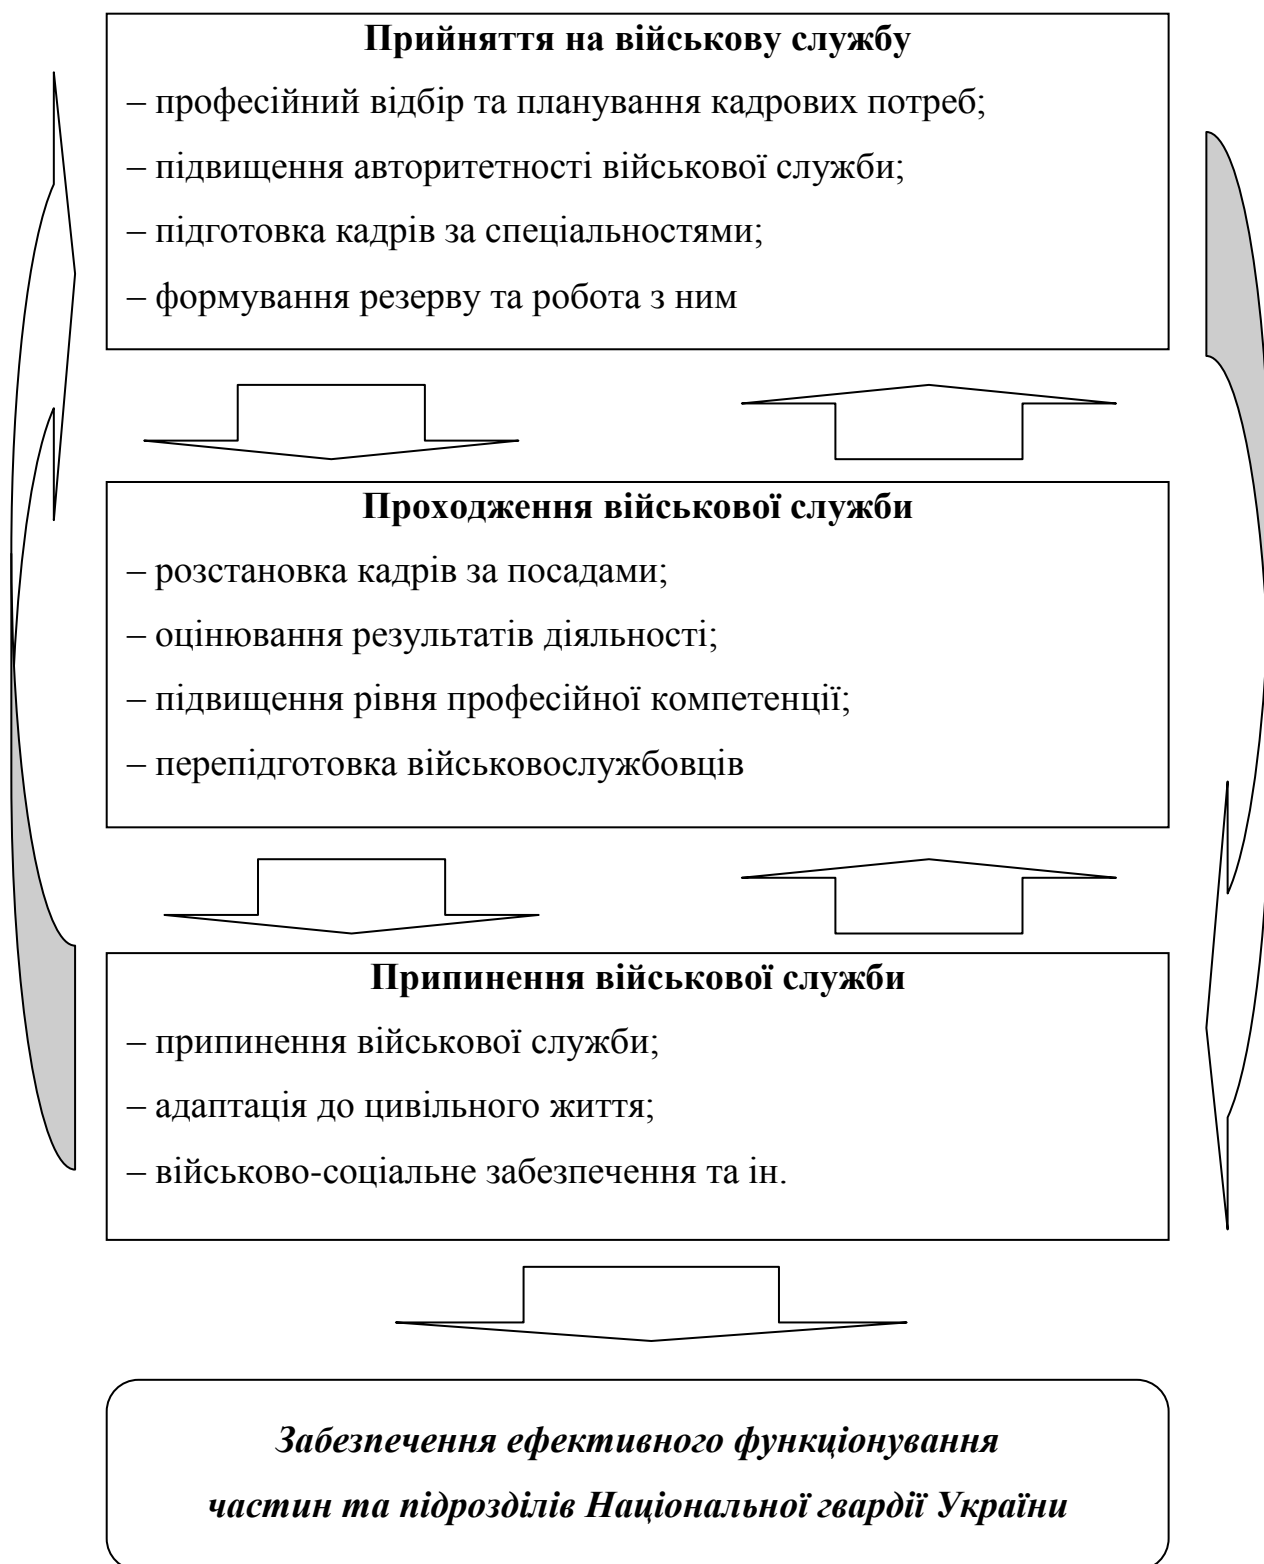 Прийняття на військову службу
– професійний відбір та планування кадрових потреб;
– підвищення авторитетності військової служби;
– підготовка кадрів за спеціальностями;
– формування резерву та робота з ним
Проходження військової служби
– розстановка кадрів за посадами;
– оцінювання результатів діяльності;
– підвищення рівня професійної компетенції;
– перепідготовка військовослужбовців
Припинення військової служби
– припинення військової служби;
– адаптація до цивільного життя;
– військово-соціальне забезпечення та ін.
Забезпечення ефективного функціонування
частин та підрозділів Національної гвардії України